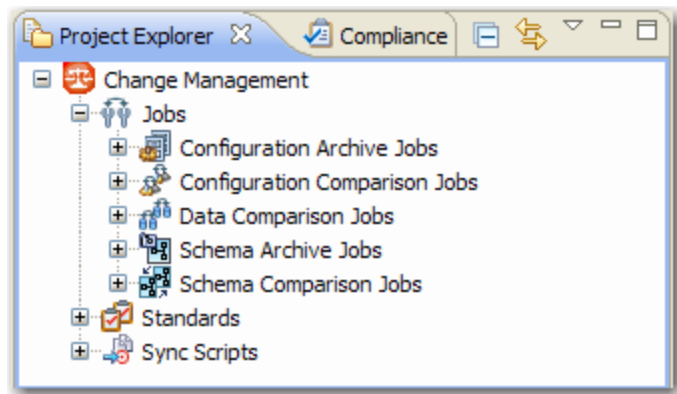 Project Explorer Compliance
Change Management
Jobs
Configuration Archive Jobs
Configuration Comparison Jobs
Data Comparison Jobs
Schema Archive Jobs
Schema Comparison Jobs
Standards
Sync Scripts